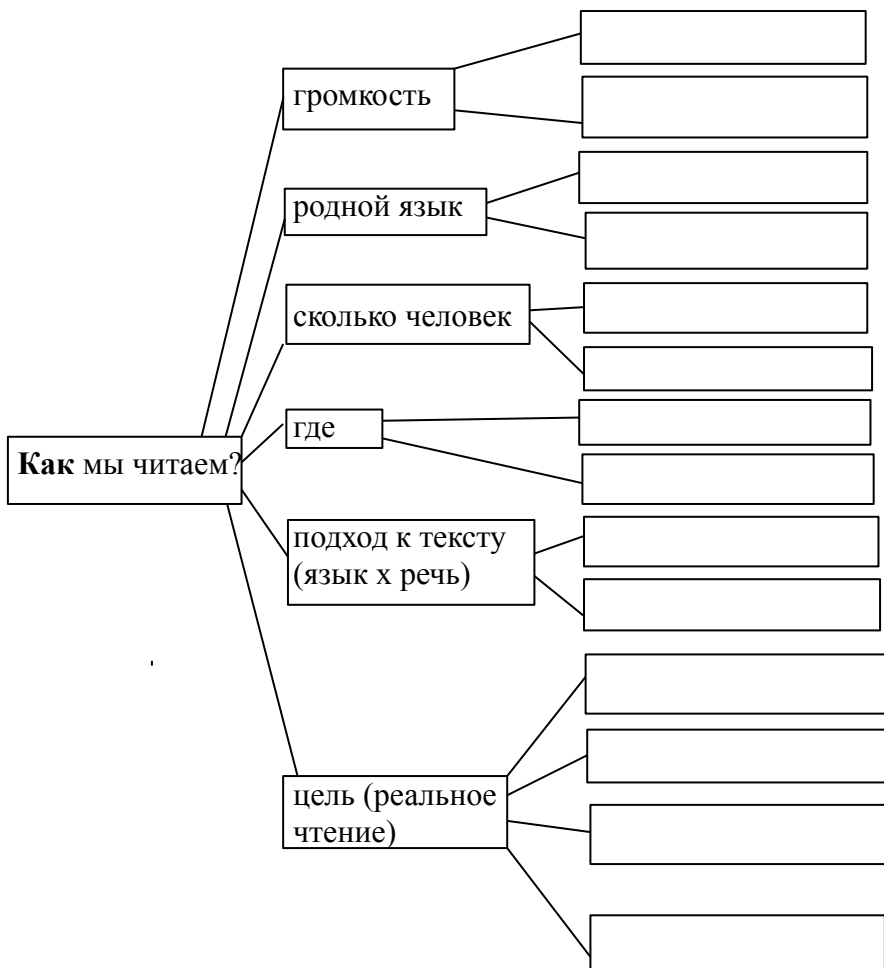 громкость
родной язык
сколько человек
где
Как мы читаем?
подход к тексту
(язык х речь)
цель (реальное
чтение)